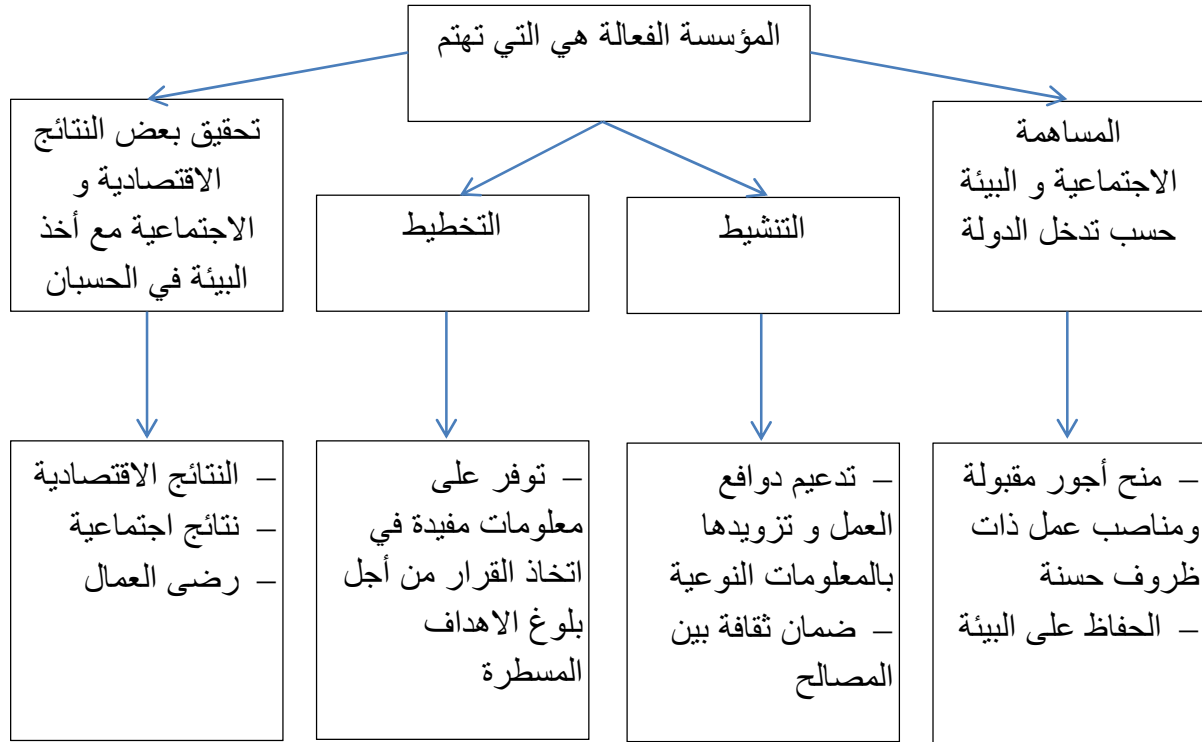 المؤسسة الفعالة هي التي تهتم
المساهمة
الاجتماعية و البيئة
حسب تدخل الدولة
التنشيط
التخطيط
تحقيق بعض النتائج
الاقتصادية و
الاجتماعية مع أخذ
البيئة في الحسبان
– منح أجور مقبولة
ومناصب عمل ذات
ظروف حسنة
– الحفاظ على البيئة
– تدعيم دوافع
العمل و تزويدها
بالمعلومات النوعية
– ضمان ثقافة بين
المصالح
– توفر على
معلومات مفيدة في
اتخاذ القرار من أجل
بلوغ الاهداف
المسطرة
– النتائج الاقتصادية
– نتائج اجتماعية
– رضى العمال